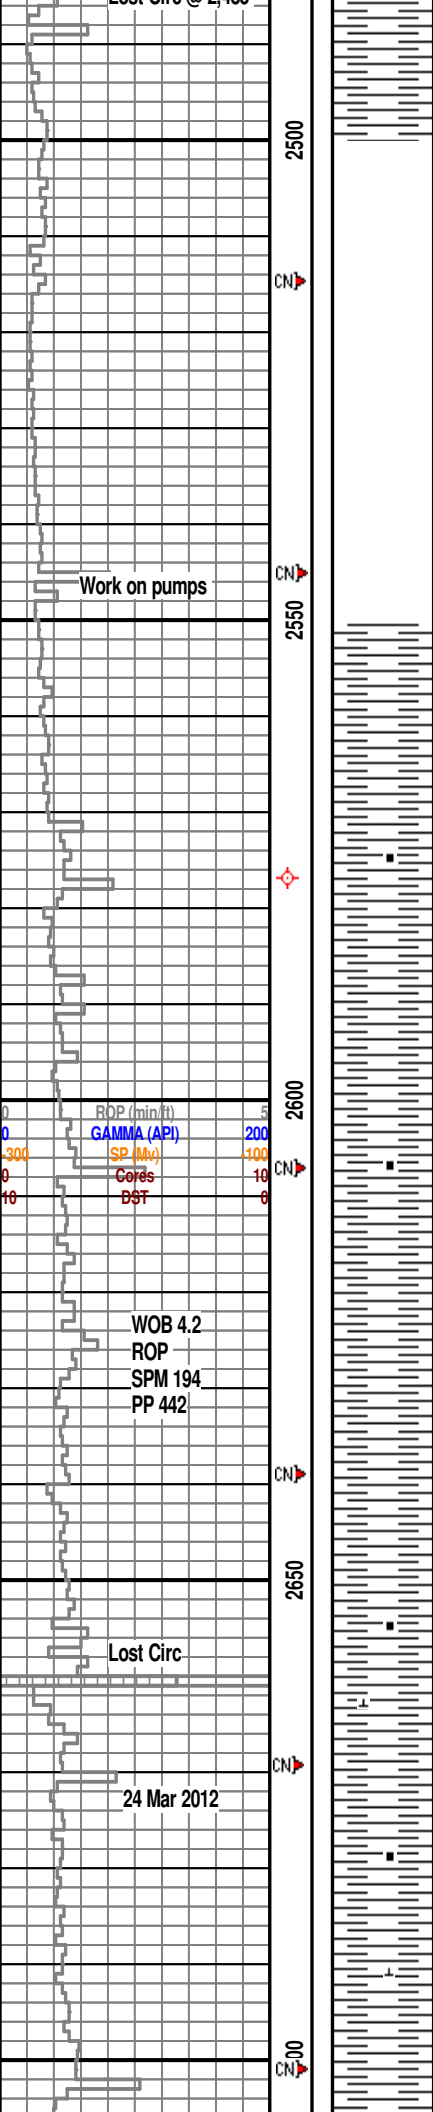 Lost Circ @ 2,485
2500
CN
CN
Work on pumps
2550
2600
0 ROP (min/ft) 5
0 GAMMA (API) 200
-300 SP (Mv) -100
0 Cores 10
10 DST 0
CN
WOB 4.2
ROP
SPM 194
PP 442
CN
2650
Lost Circ
CN
24 Mar 2012
00
CN